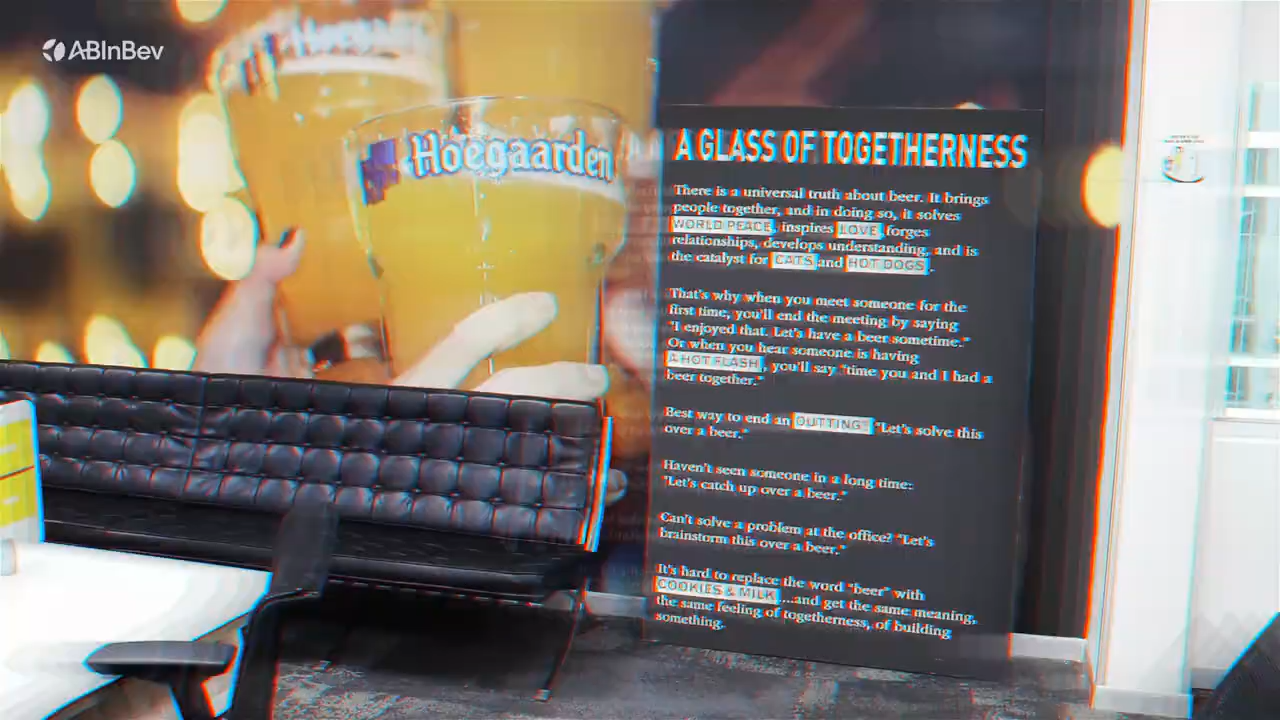 ABInBev
Hoegaarden
Hoegaarden
A GLASS OF TOGETHERNESS
There is a universal truth about beer. It brings
people together, and in doing so, it solves
WORLD PEACE, inspires LOVE forges
relationships, develops understanding, and is
the catalyst for CATS and HOT DOGS.
That's why when you meet someone for the
first time, you'll end the meeting by saying
"I enjoyed that. Let's have a beer sometime."
Or when you hear someone is having
A HOT FLASH, you'll say "time you and I had a
beer together."
Best way to end an OUTTING "Let's solve this
over a beer."
Haven't seen someone in a long time:
"Let's catch up over a beer."
Can't solve a problem at the office? "Let's
brainstorm this over a beer."
It's hard to replace the word "beer" with
COOKIES & MILK....and get the same meaning,
the same feeling of togetherness, of building
something.